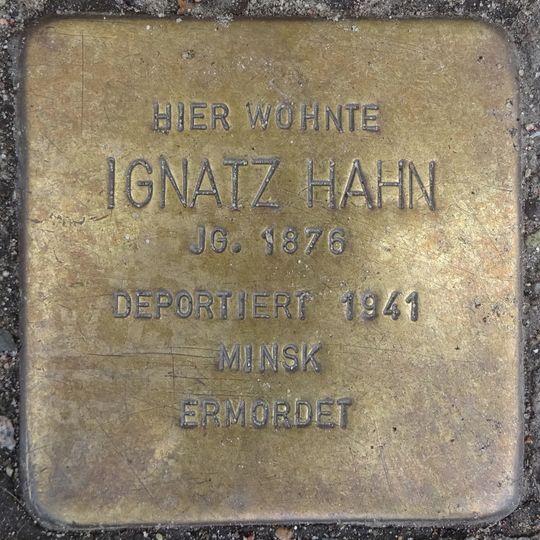 HIER WOHNTE
IGNATZ HAHN
JG. 1876
DEPORTIERT 1941
MINSK
ERMORDET